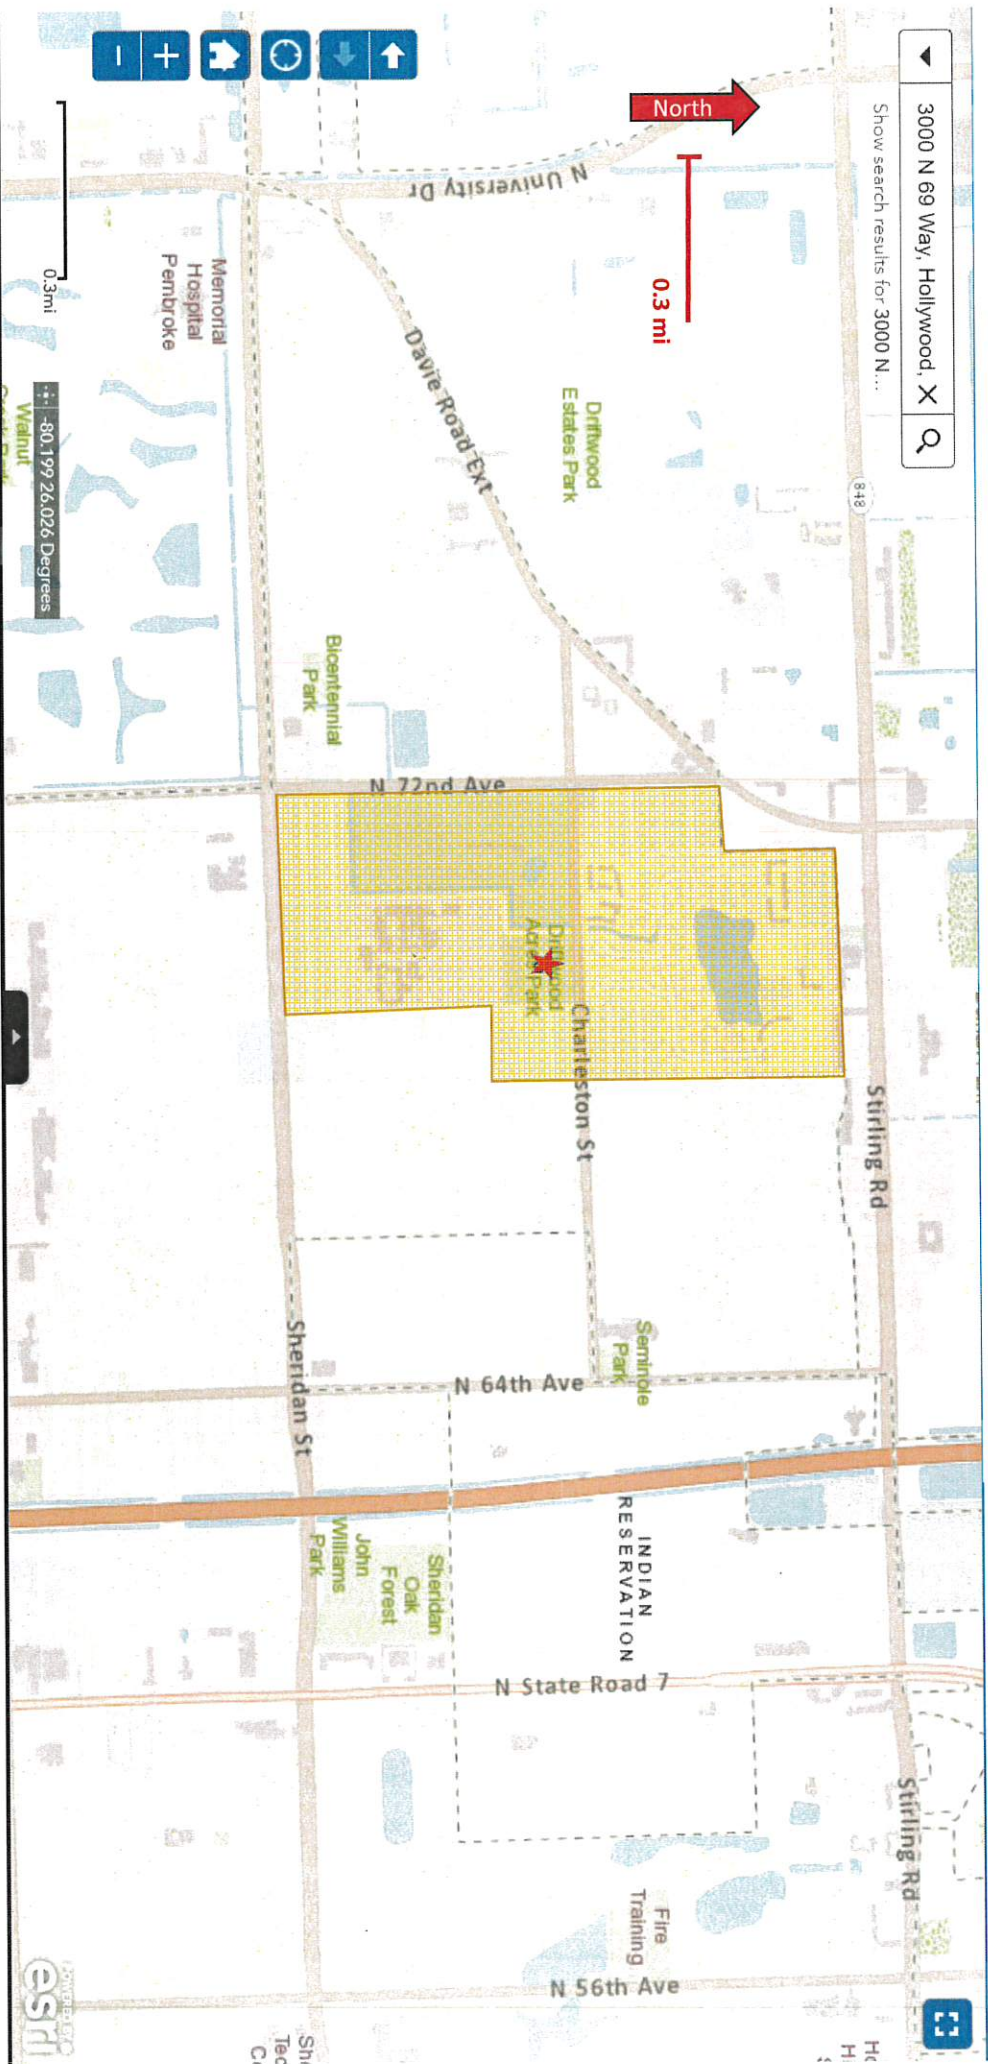 3000 N 69 Way, Hollywood,
Show search results for 3000 N...
North
0.3 mi
848
Stirling Rd
Stirling Rd
N University Dr
Driftwood
Estates Park
Davie Road Ext
Memorial
Hospital
Pembroke
Bicentennial
Park
N 72nd Ave
Driftwood
Acres Park
Charleston St
Seminole
Park
N 64th Ave
Sheridan St
INDIAN
RESERVATION
Sheridan
Oak
Forest
John
Williams
Park
N State Road 7
Fire
Training
N 56th Ave
0.3mi
-80.199 26.026 Degrees
Walnut
POWERED BY
esri